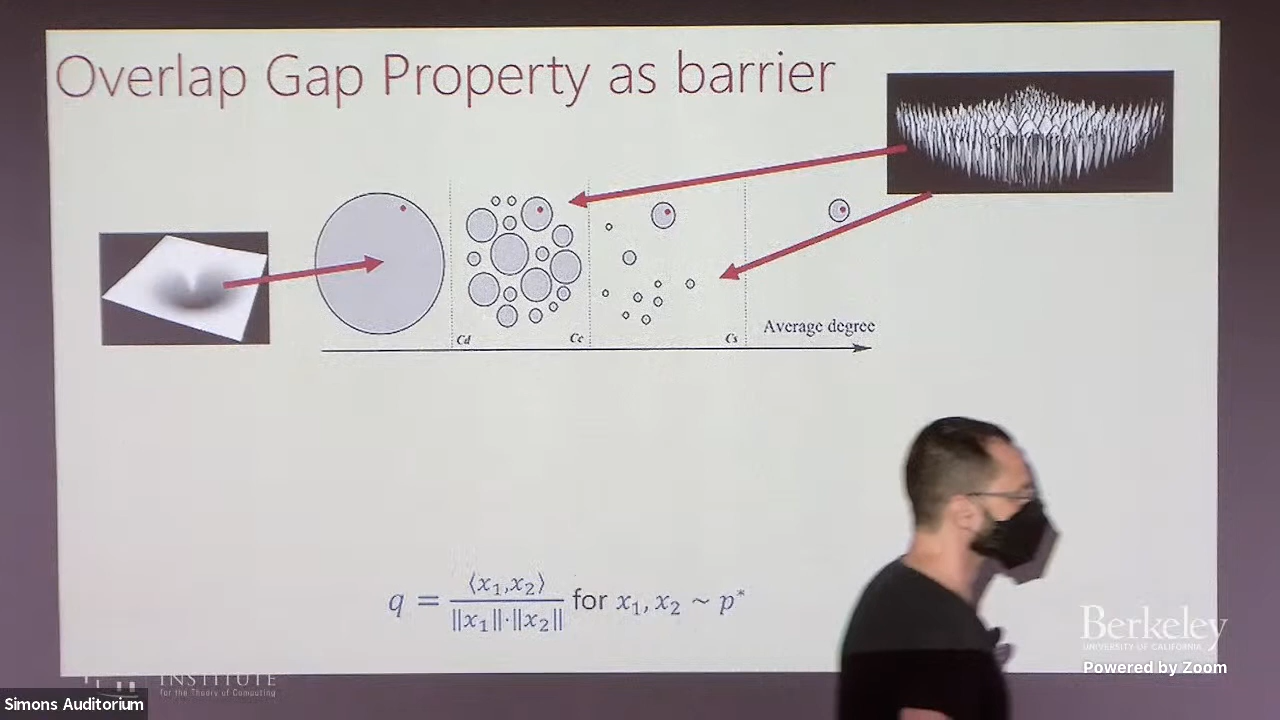 Overlap Gap Property as barrier
Cd
Cc
Cs
Average degree
q = ⟨x₁,x₂⟩ / ‖x₁‖·‖x₂‖ for x₁, x₂ ~ p*
Berkeley
UNIVERSITY OF CALIFORNIA
Powered by Zoom
INSTITUTE
for the Theory of Computing
Simons Auditorium